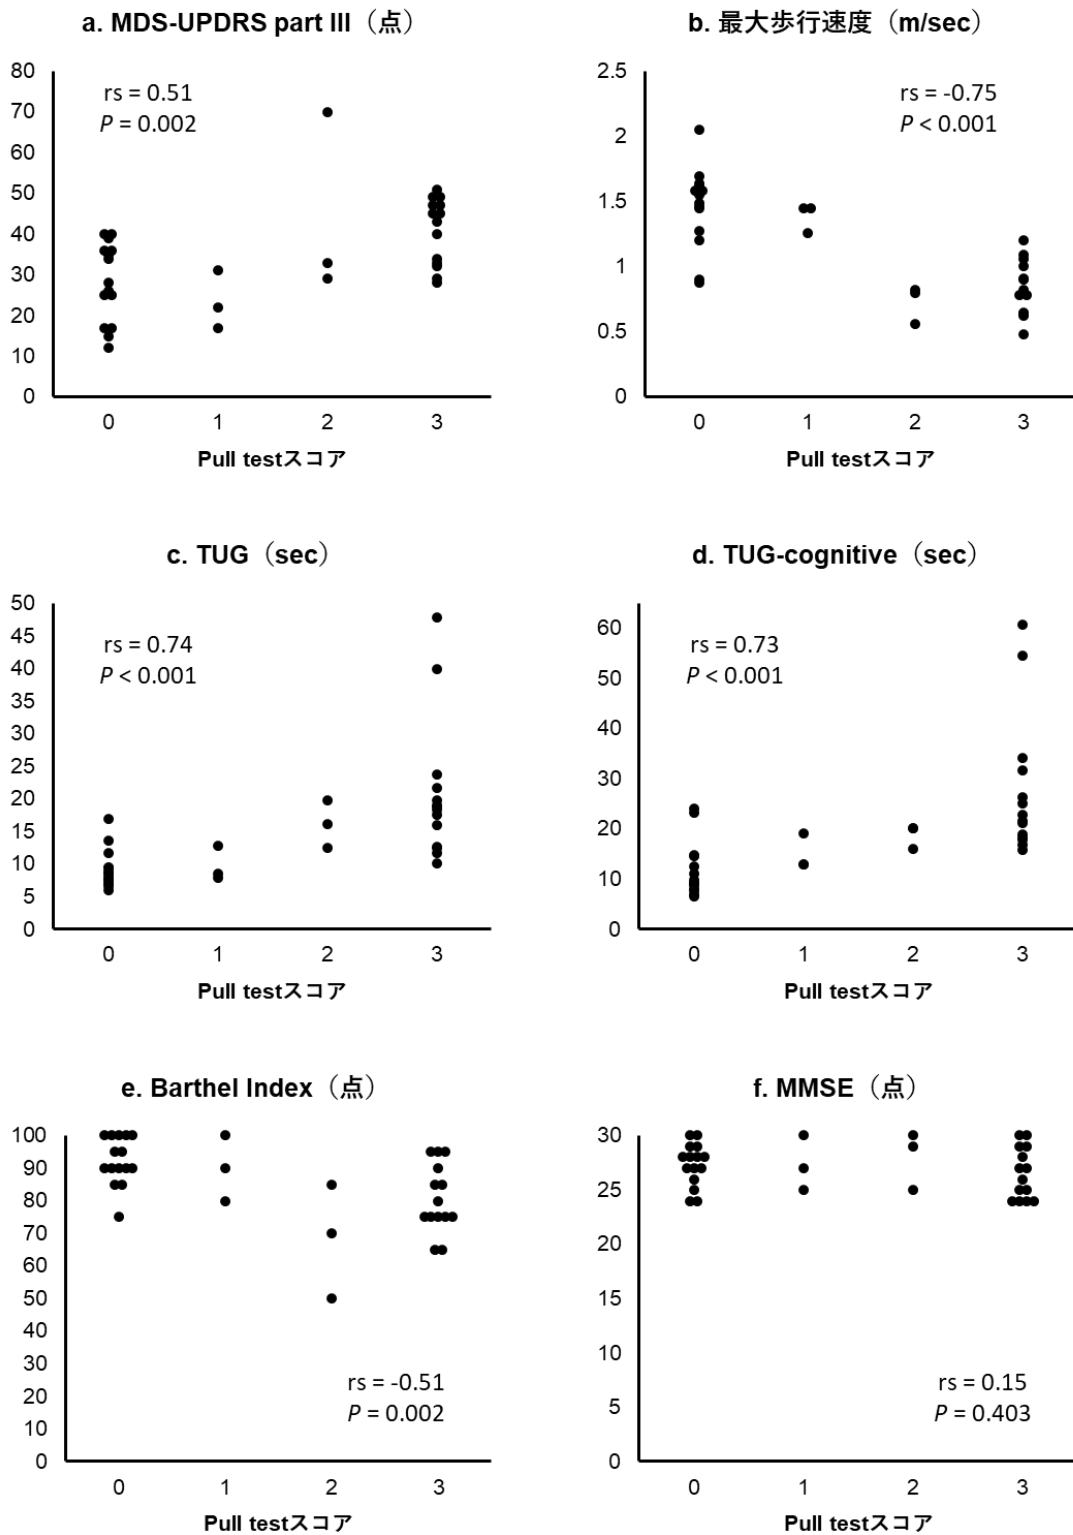 a. MDS-UPDRS part III（点）
80
70
60
50
40
30
20
10
0
rs = 0.51
P = 0.002
0 1 2 3
Pull testスコア
b. 最大歩行速度（m/sec）
2.5
2
1.5
1
0.5
0
rs = -0.75
P < 0.001
0 1 2 3
Pull testスコア
c. TUG（sec）
50
45
40
35
30
25
20
15
10
5
0
rs = 0.74
P < 0.001
0 1 2 3
Pull testスコア
d. TUG-cognitive（sec）
60
50
40
30
20
10
0
rs = 0.73
P < 0.001
0 1 2 3
Pull testスコア
e. Barthel Index（点）
100
90
80
70
60
50
40
30
20
10
0
rs = -0.51
P = 0.002
0 1 2 3
Pull testスコア
f. MMSE（点）
30
25
20
15
10
5
0
rs = 0.15
P = 0.403
0 1 2 3
Pull testスコア